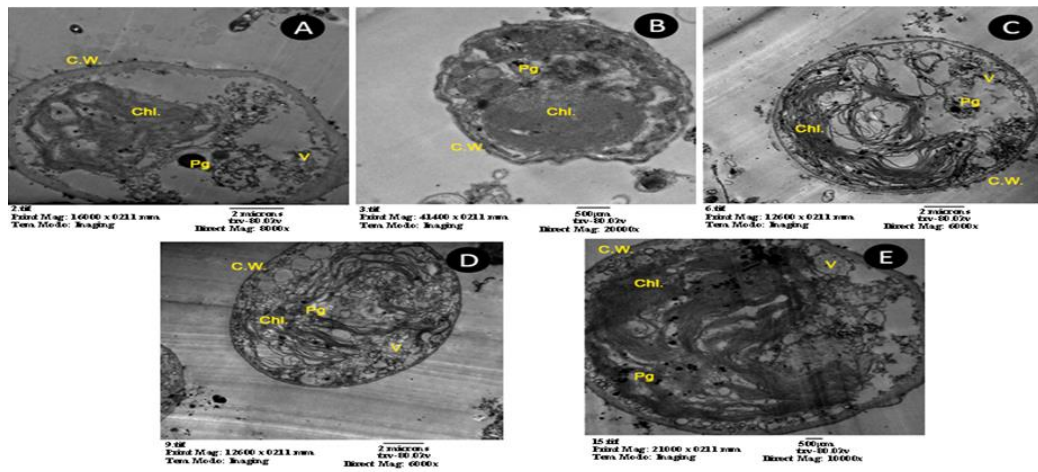 A
C.W.
Chl.
Pg
V
2.tif
Print Mag: 16000 x 0211 mm
Tem Mode: Imaging
2 microns
Direct Mag: 8000x
B
Pg
Chl.
C.W.
3.tif
Print Mag: 41400 x 0211 mm
Tem Mode: Imaging
Direct Mag: 20000x
C
V
Pg
Chl.
C.W.
6.tif
Print Mag: 12600 x 0211 mm
Tem Mode: Imaging
2 microns
Direct Mag: 6000x
D
C.W.
Pg
Chl.
V
9.tif
Print Mag: 12600 x 0211 mm
Tem Mode: Imaging
2 microns
Direct Mag: 6000x
E
C.W.
V
Chl.
Pg
15.tif
Print Mag: 21000 x 0211 mm
Tem Mode: Imaging
Direct Mag: 10000x